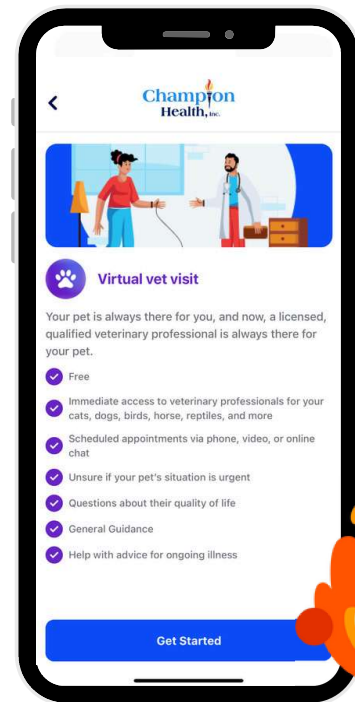 Champion
Health, Inc.
Virtual vet visit
Your pet is always there for you, and now, a licensed,
qualified veterinary professional is always there for
your pet.
Free
Immediate access to veterinary professionals for your
cats, dogs, birds, horse, reptiles, and more
Scheduled appointments via phone, video, or online
chat
Unsure if your pet's situation is urgent
Questions about their quality of life
General Guidance
Help with advice for ongoing illness
Get Started